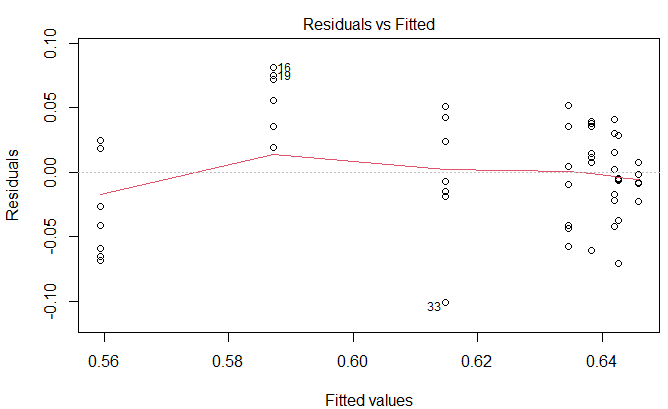 Residuals vs Fitted
Residuals
0.10
0.05
0.00
-0.05
-0.10
16
19
33
0.56 0.58 0.60 0.62 0.64
Fitted values